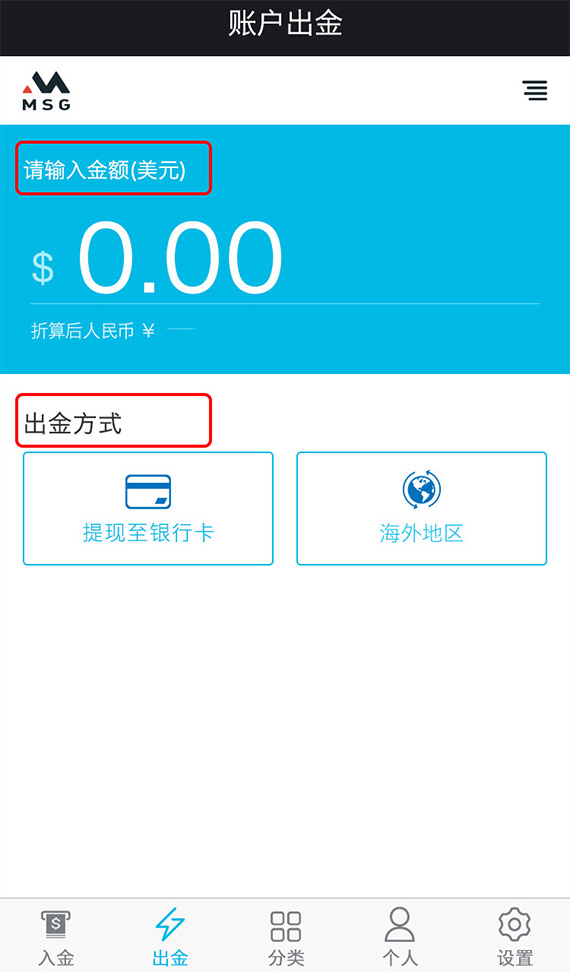 账户出金
MSG
请输入金额(美元)
$ 0.00
折算后人民币 ¥
出金方式
提现至银行卡 海外地区
入金 出金 分类 个人 设置